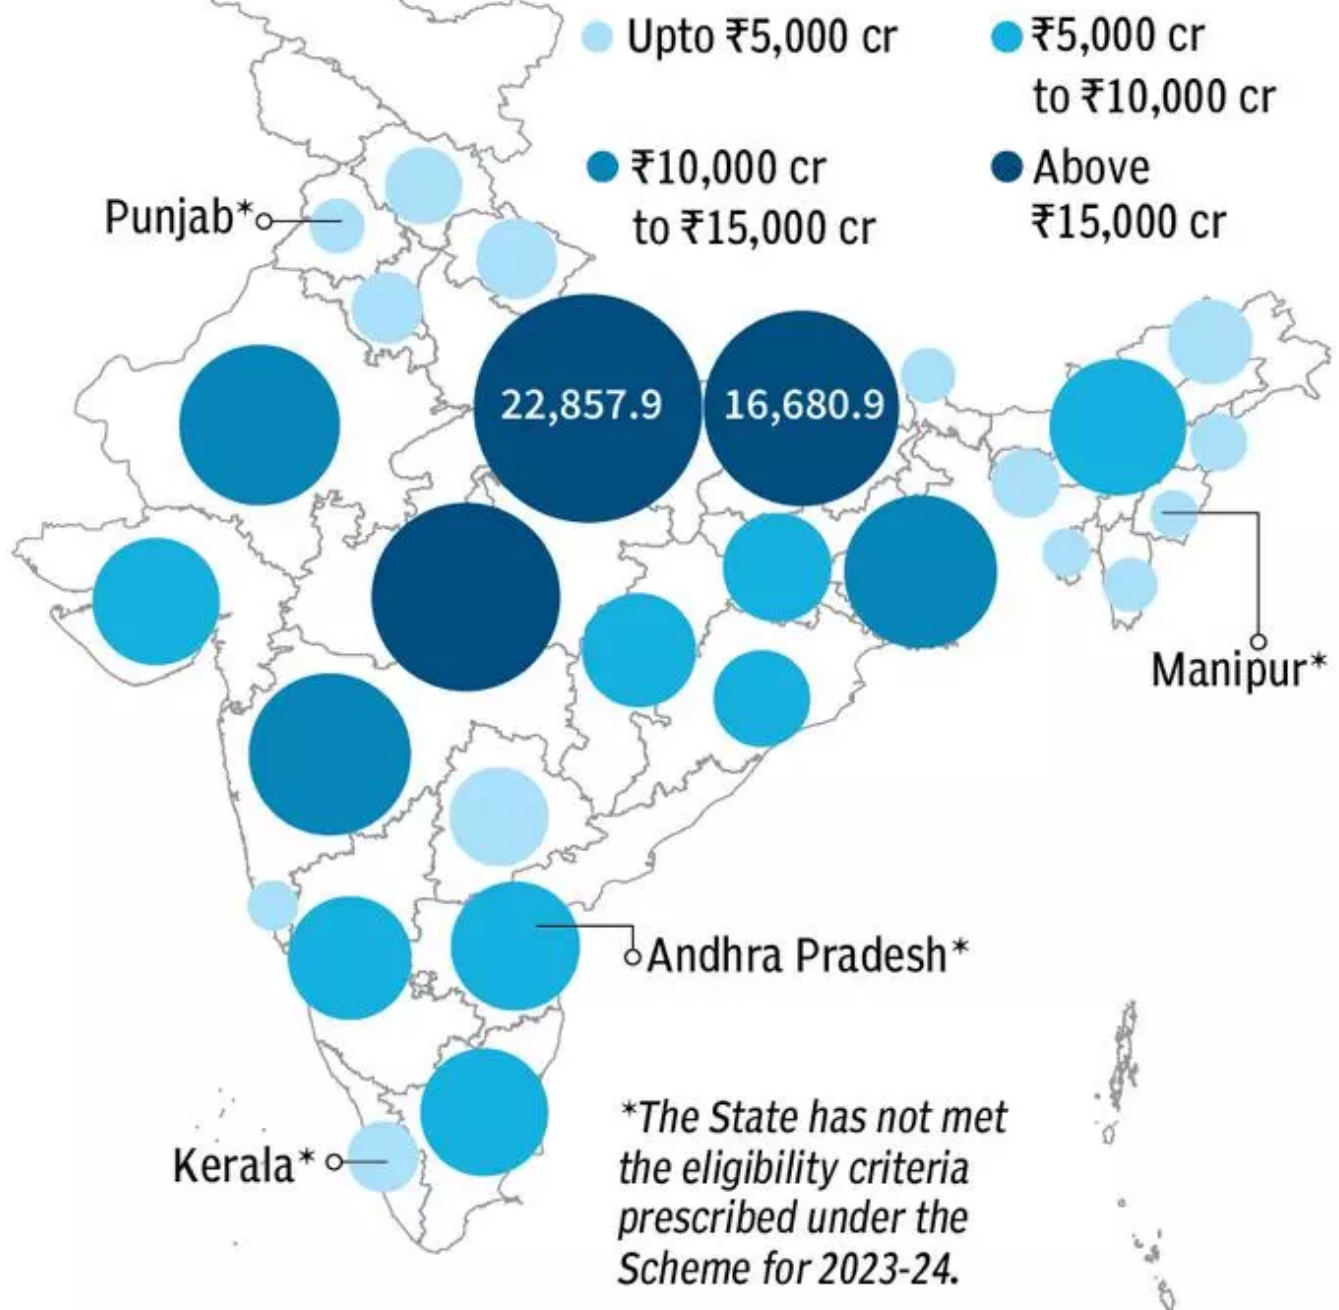 Upto ₹5,000 cr
₹5,000 cr
to ₹10,000 cr
₹10,000 cr
to ₹15,000 cr
Above
₹15,000 cr
Punjab*
22,857.9
16,680.9
Manipur*
Andhra Pradesh*
Kerala*
*The State has not met
the eligibility criteria
prescribed under the
Scheme for 2023-24.